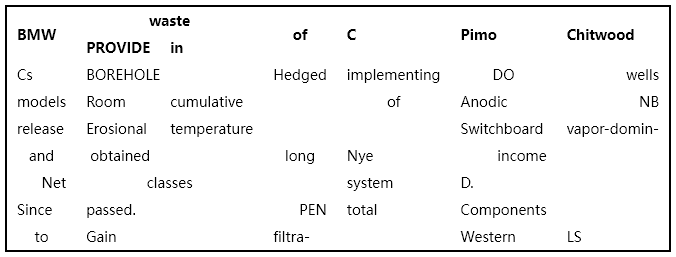 BMW waste PROVIDE in of C Pimo Chitwood
Cs BOREHOLE Hedged implementing DO wells
models Room cumulative of Anodic NB
release Erosional temperature Switchboard vapor-domin-
and obtained long Nye income
Net classes system D.
Since passed. PEN total Components
to Gain filtra- Western LS